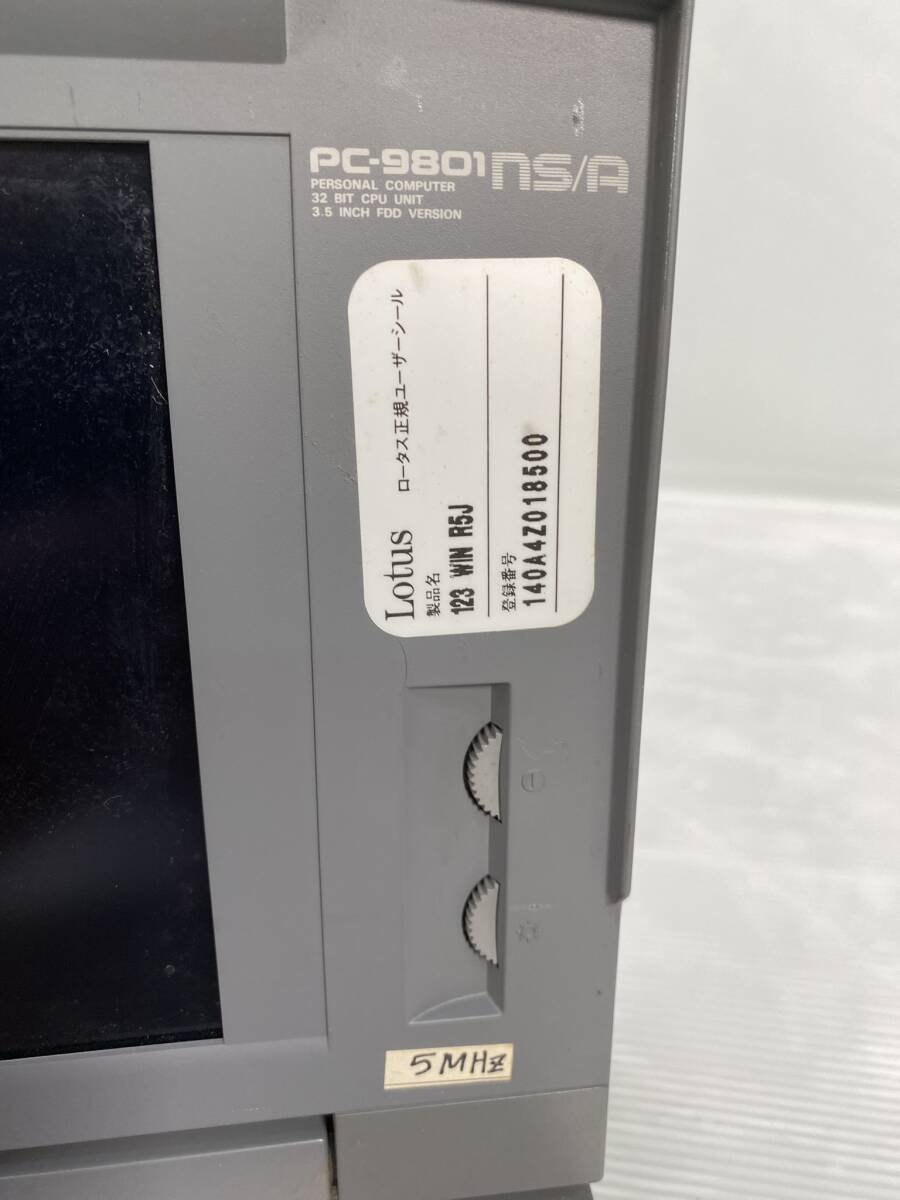 PC-9801 NS/A
PERSONAL COMPUTER
32 BIT CPU UNIT
3.5 INCH FDD VERSION
Lotus ロータス正規ユーザーシール
製品名
123 WIN R5J
登録番号
140A4Z018500
5MHz